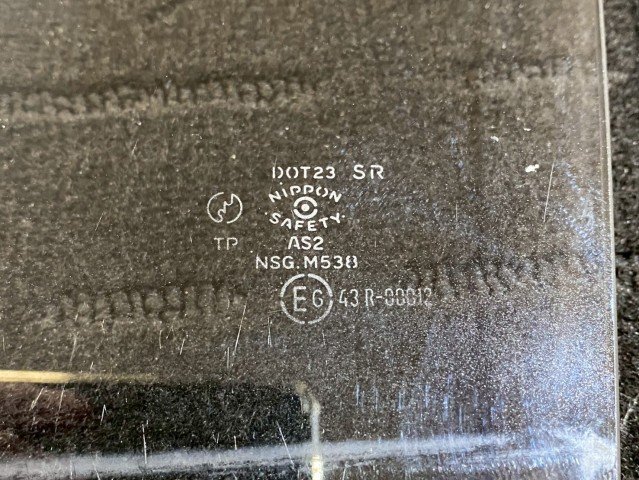 DOT23 SR
NIPPON
SAFETY
TP
AS2
NSG.M538
E6 43R-00012